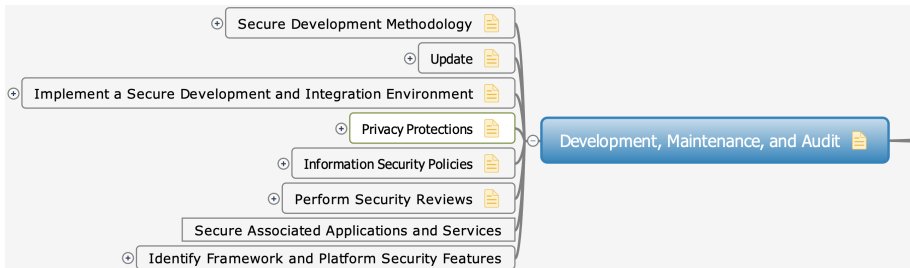 Secure Development Methodology
Update
Implement a Secure Development and Integration Environment
Privacy Protections
Development, Maintenance, and Audit
Information Security Policies
Perform Security Reviews
Secure Associated Applications and Services
Identify Framework and Platform Security Features